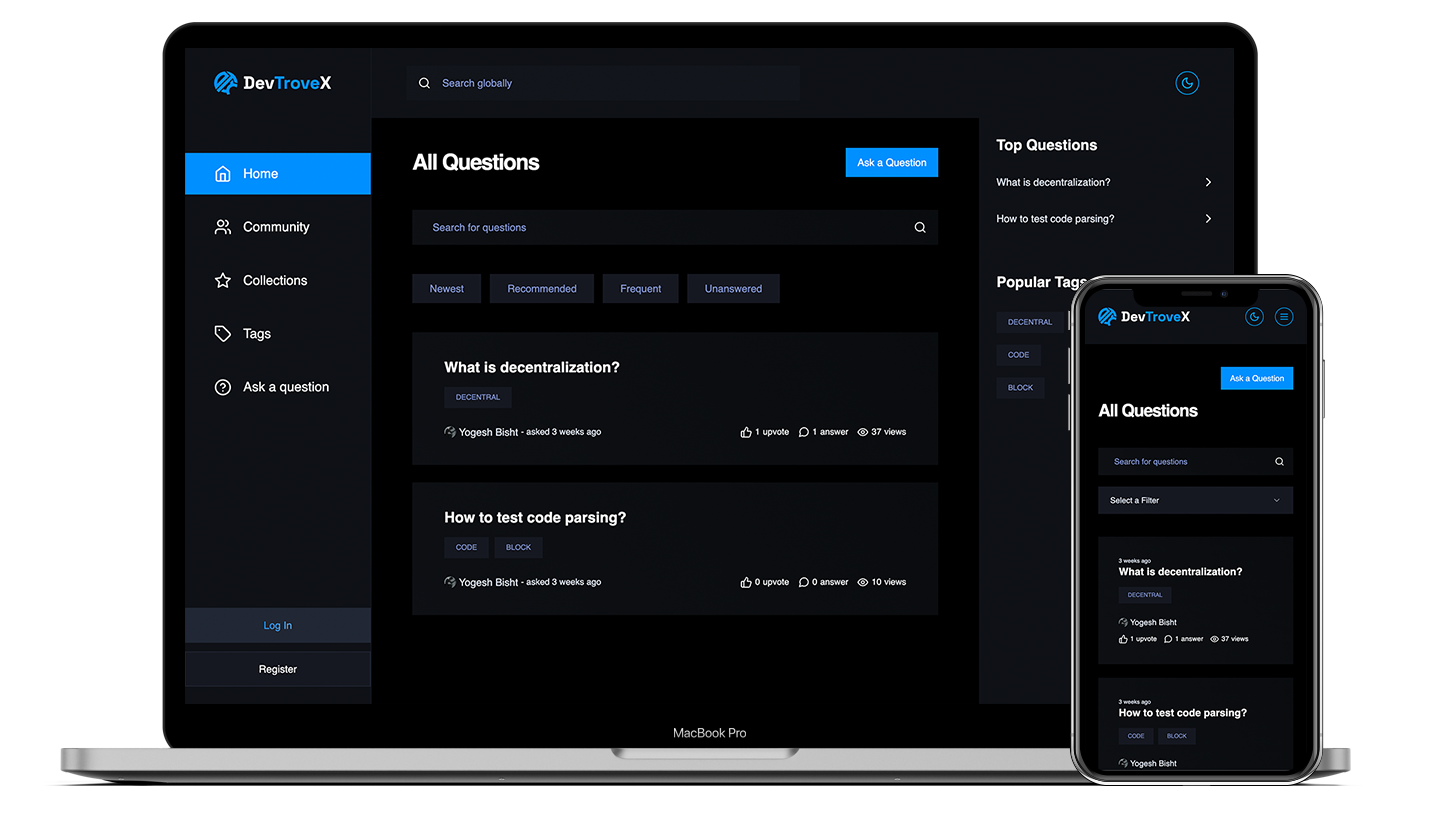 DevTroveX
Search globally
Home
Community
Collections
Tags
Ask a question
Log In
Register
All Questions
Ask a Question
Search for questions
Newest
Recommended
Frequent
Unanswered
What is decentralization?
DECENTRAL
Yogesh Bisht - asked 3 weeks ago
1 upvote
1 answer
37 views
How to test code parsing?
CODE
BLOCK
Yogesh Bisht - asked 3 weeks ago
0 upvote
0 answer
10 views
Top Questions
What is decentralization?
How to test code parsing?
Popular Tags
DECENTRAL
CODE
BLOCK
MacBook Pro
DevTroveX
Ask a Question
All Questions
Search for questions
Select a Filter
3 weeks ago
What is decentralization?
DECENTRAL
Yogesh Bisht
1 upvote
1 answer
37 views
3 weeks ago
How to test code parsing?
CODE
BLOCK
Yogesh Bisht